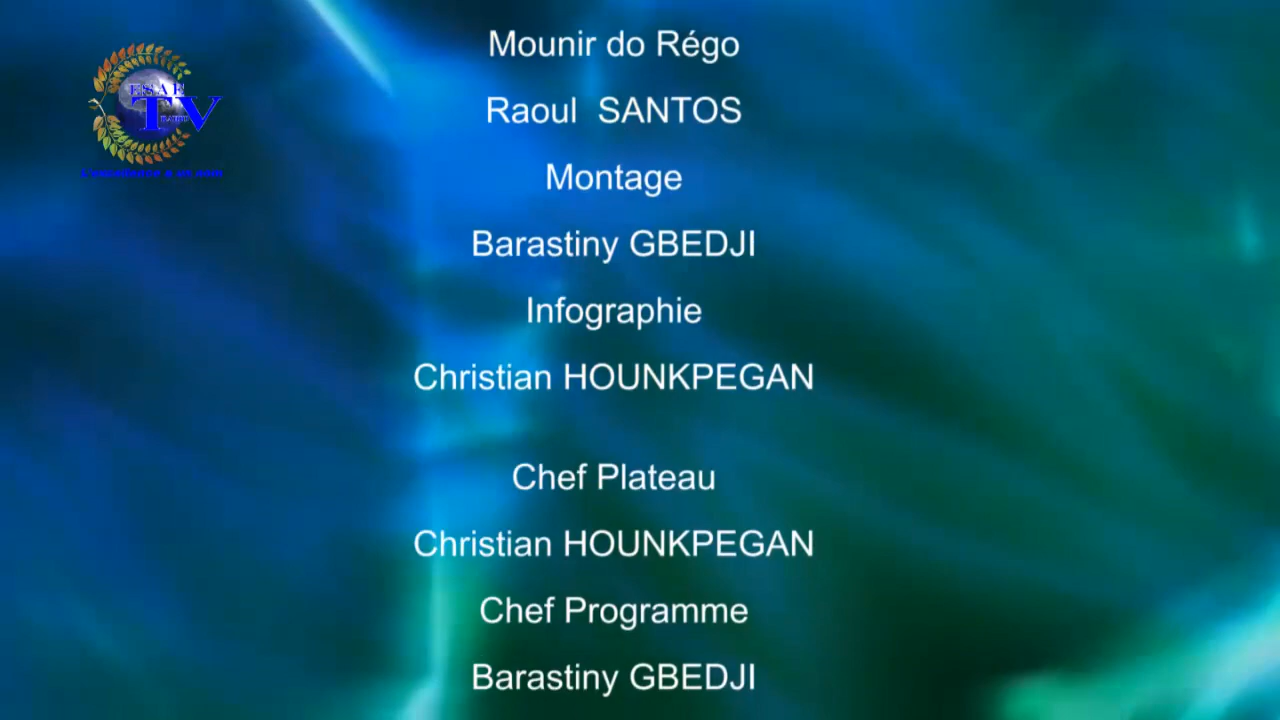 TV
Mounir do Régo
Raoul SANTOS
Montage
Barastiny GBEDJI
Infographie
Christian HOUNKPEGAN
Chef Plateau
Christian HOUNKPEGAN
Chef Programme
Barastiny GBEDJI